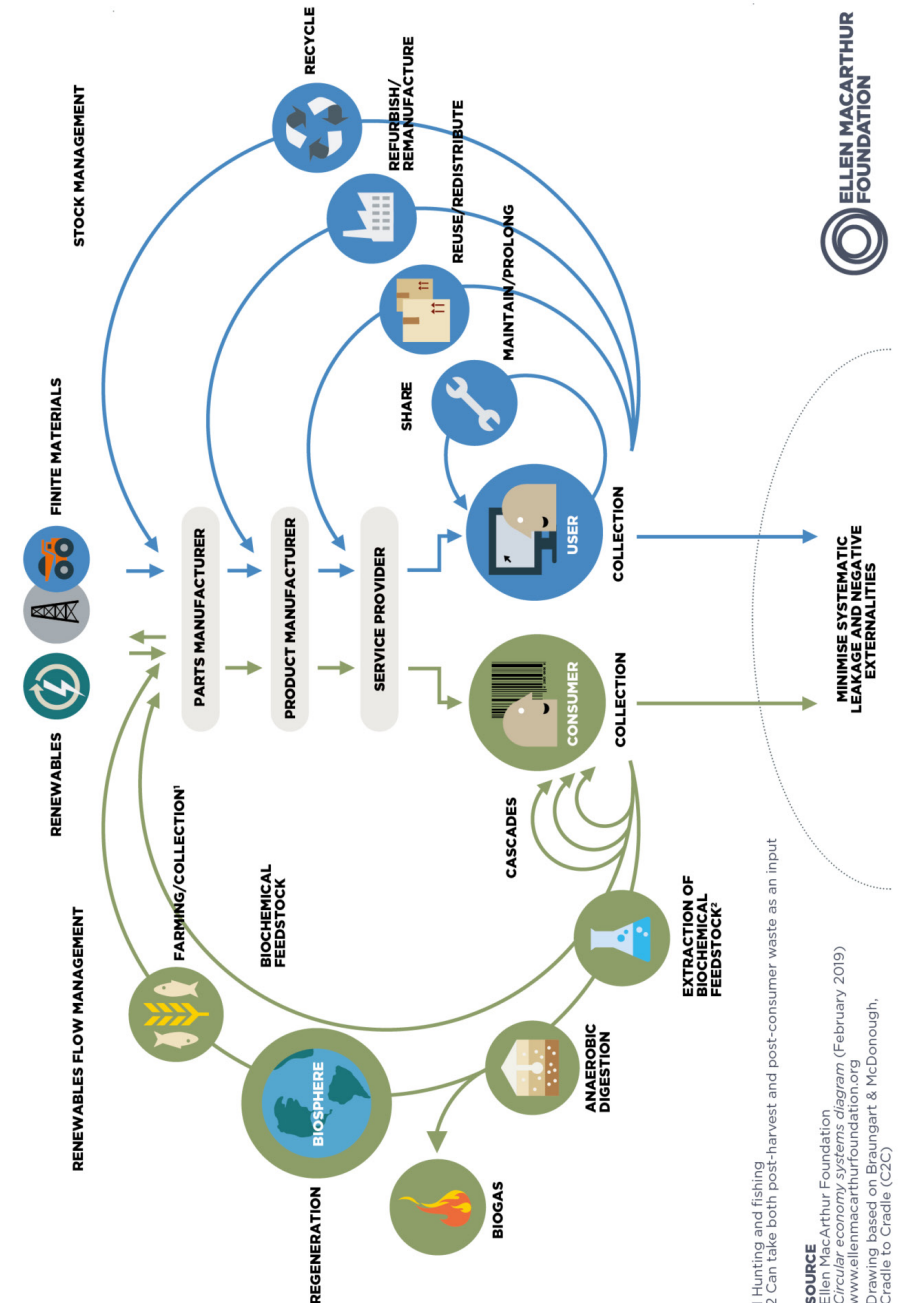 RENEWABLES
FINITE MATERIALS
RENEWABLES FLOW MANAGEMENT
STOCK MANAGEMENT
FARMING/COLLECTION¹
PARTS MANUFACTURER
RECYCLE
BIOCHEMICAL
FEEDSTOCK
REGENERATION
BIOSPHERE
PRODUCT MANUFACTURER
REFURBISH/
REMANUFACTURE
SERVICE PROVIDER
REUSE/REDISTRIBUTE
SHARE
MAINTAIN/PROLONG
BIOGAS
CASCADES
CONSUMER
USER
ANAEROBIC
DIGESTION
COLLECTION
COLLECTION
EXTRACTION OF
BIOCHEMICAL
FEEDSTOCK²
MINIMISE SYSTEMATIC
LEAKAGE AND NEGATIVE
EXTERNALITIES
1 Hunting and fishing
2 Can take both post-harvest and post-consumer waste as an input
SOURCE
Ellen MacArthur Foundation
Circular economy systems diagram (February 2019)
www.ellenmacarthurfoundation.org
Drawing based on Braungart & McDonough,
Cradle to Cradle (C2C)
ELLEN MACARTHUR
FOUNDATION